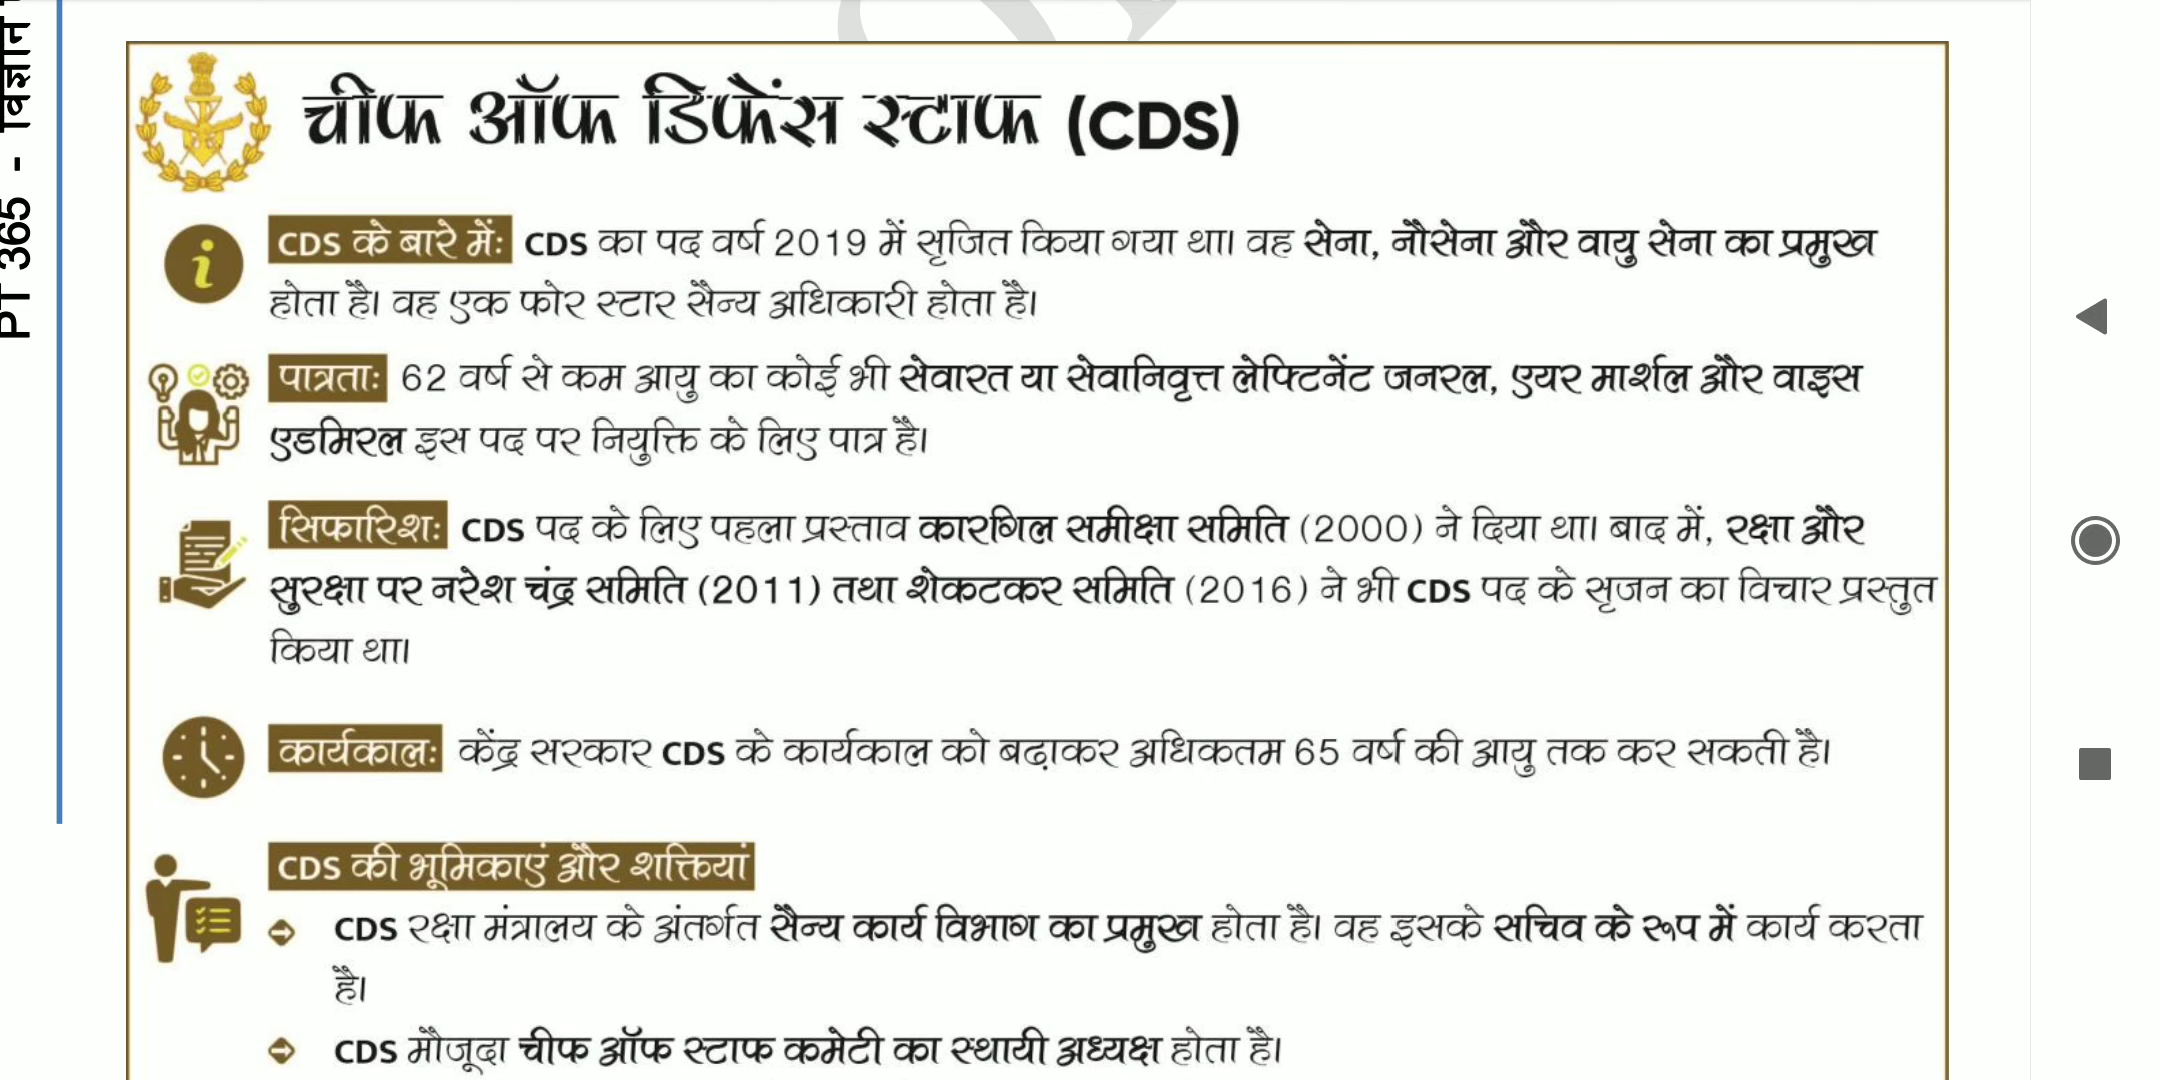 PT 365 - विज्ञान
चीफ ऑफ डिफेंस स्टाफ (CDS)
CDS के बारे में: CDS का पद वर्ष 2019 में सृजित किया गया था। वह सेना, नौसेना और वायु सेना का प्रमुख
होता है। वह एक फोर स्टार सैन्य अधिकारी होता है।
पात्रता: 62 वर्ष से कम आयु का कोई भी सेवारत या सेवानिवृत्त लेफ्टिनेंट जनरल, एयर मार्शल और वाइस
एडमिरल इस पद पर नियुक्ति के लिए पात्र है।
सिफारिश: CDS पद के लिए पहला प्रस्ताव कारगिल समीक्षा समिति (2000) ने दिया था। बाद में, रक्षा और
सुरक्षा पर नरेश चंद्र समिति (2011) तथा शेकटकर समिति (2016) ने भी CDS पद के सृजन का विचार प्रस्तुत
किया था।
कार्यकाल: केंद्र सरकार CDS के कार्यकाल को बढ़ाकर अधिकतम 65 वर्ष की आयु तक कर सकती है।
CDS की भूमिकाएं और शक्तियां
CDS रक्षा मंत्रालय के अंतर्गत सैन्य कार्य विभाग का प्रमुख होता है। वह इसके सचिव के रूप में कार्य करता
है।
CDS मौजूदा चीफ ऑफ स्टाफ कमेटी का स्थायी अध्यक्ष होता है।